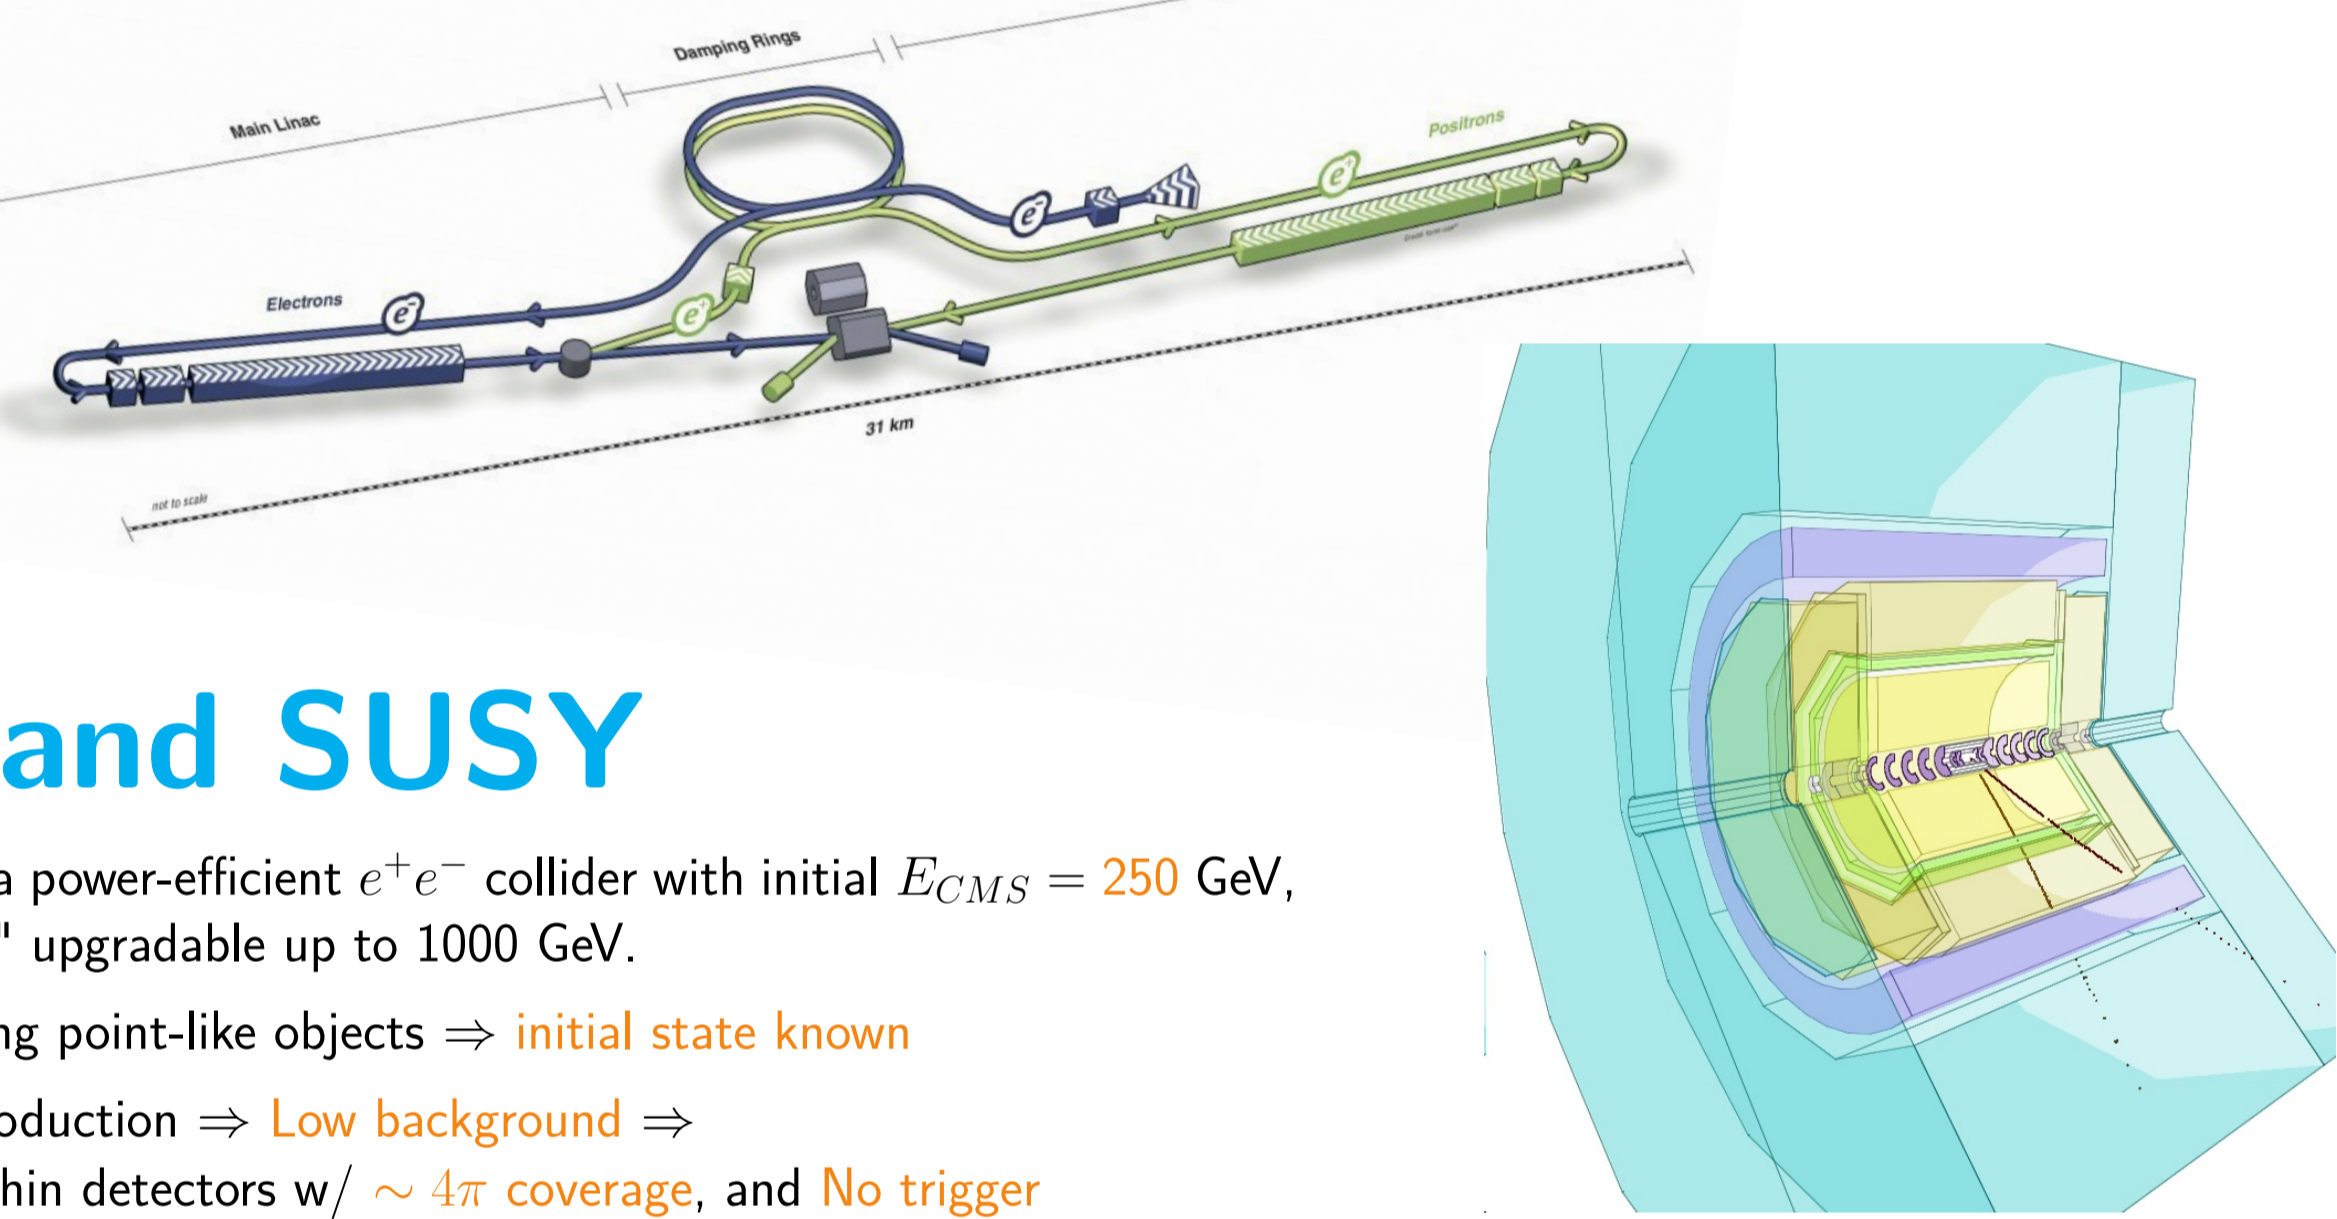 Damping Rings
Main Linac
Positrons
e⁺
e⁻
Electrons
e⁻
e⁺
31 km
not to scale
and SUSY
a power-efficient e⁺e⁻ collider with initial E_CMS = 250 GeV,
" upgradable up to 1000 GeV.
ng point-like objects ⇒ initial state known
oduction ⇒ Low background ⇒
hin detectors w/ ∼ 4π coverage, and No trigger